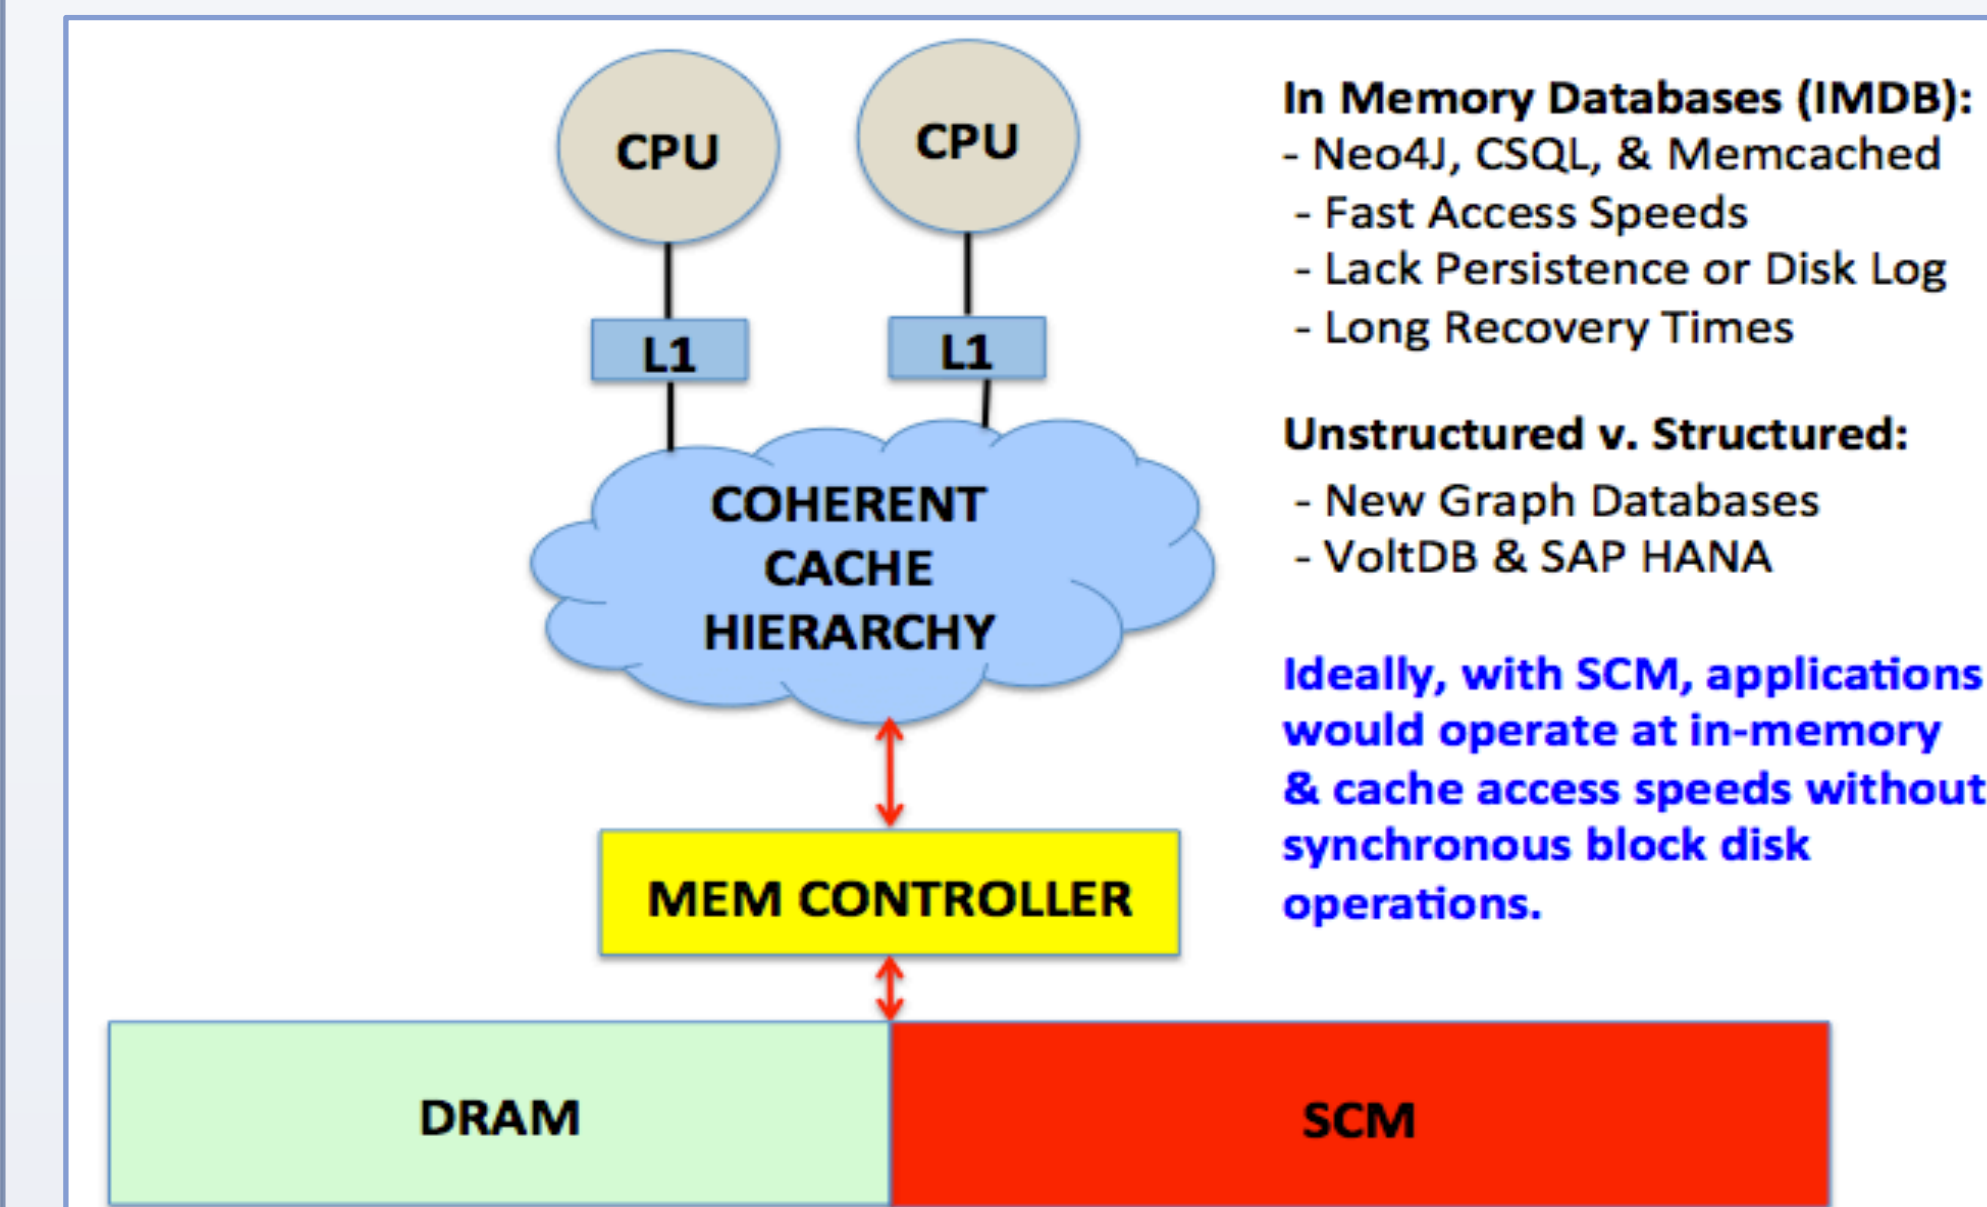 CPU
CPU
L1
L1
COHERENT
CACHE
HIERARCHY
MEM CONTROLLER
DRAM
SCM
In Memory Databases (IMDB):
- Neo4J, CSQL, & Memcached
- Fast Access Speeds
- Lack Persistence or Disk Log
- Long Recovery Times
Unstructured v. Structured:
- New Graph Databases
- VoltDB & SAP HANA
Ideally, with SCM, applications
would operate at in-memory
& cache access speeds without
synchronous block disk
operations.